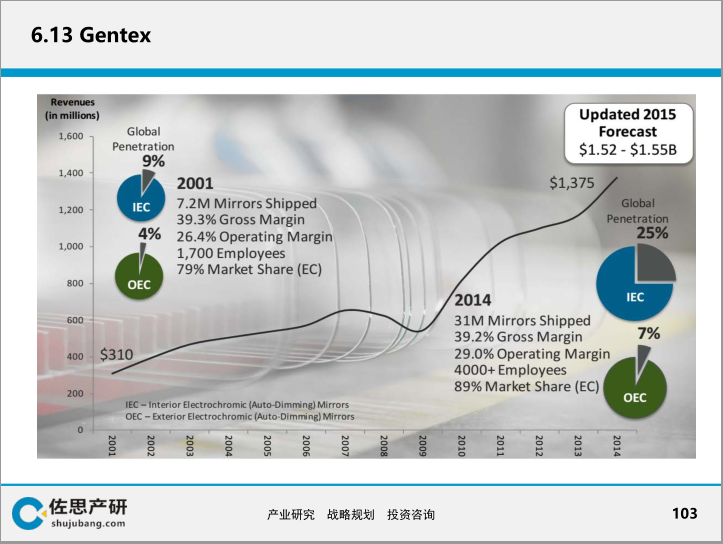 6.13 Gentex
Revenues
(in millions)
1,600
1,400
1,200
1,000
800
600
400
200
0
Global
Penetration
9%
IEC
4%
OEC
2001
7.2M Mirrors Shipped
39.3% Gross Margin
26.4% Operating Margin
1,700 Employees
79% Market Share (EC)
$310
Updated 2015
Forecast
$1.52 - $1.55B
$1,375
Global
Penetration
25%
IEC
7%
OEC
2014
31M Mirrors Shipped
39.2% Gross Margin
29.0% Operating Margin
4000+ Employees
89% Market Share (EC)
IEC – Interior Electrochromic (Auto-Dimming) Mirrors
OEC – Exterior Electrochromic (Auto-Dimming) Mirrors
2001
2002
2003
2004
2005
2006
2007
2008
2009
2010
2011
2012
2013
2014
佐思产研
shujubang.com
产业研究 战略规划 投资咨询
103